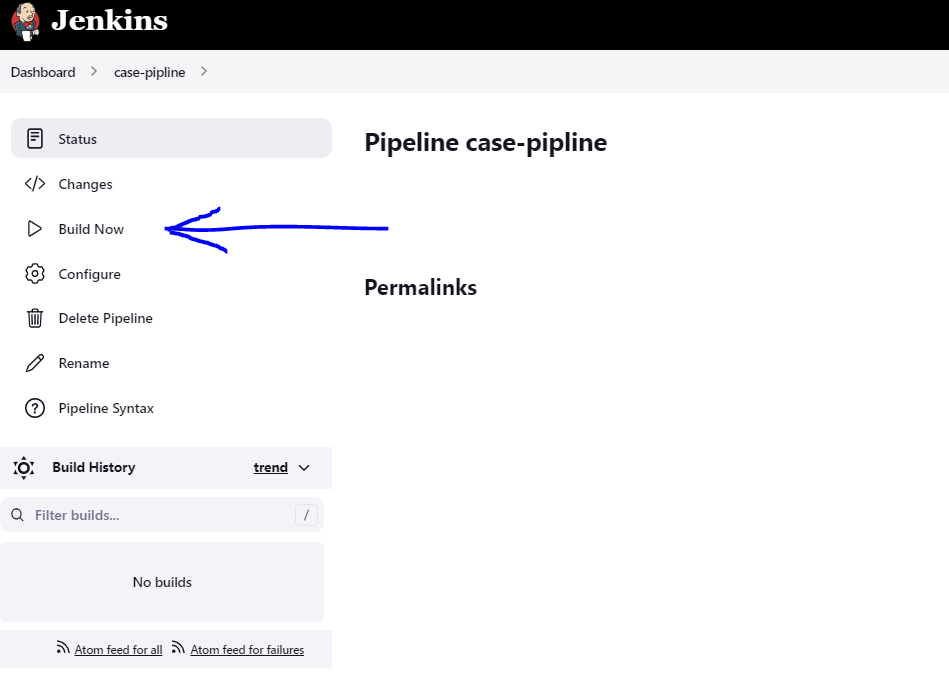 Jenkins
Dashboard > case-pipline >
Status
Changes
Build Now
Configure
Delete Pipeline
Rename
Pipeline Syntax
Build History trend
Filter builds... /
No builds
Atom feed for all Atom feed for failures
Pipeline case-pipline
Permalinks